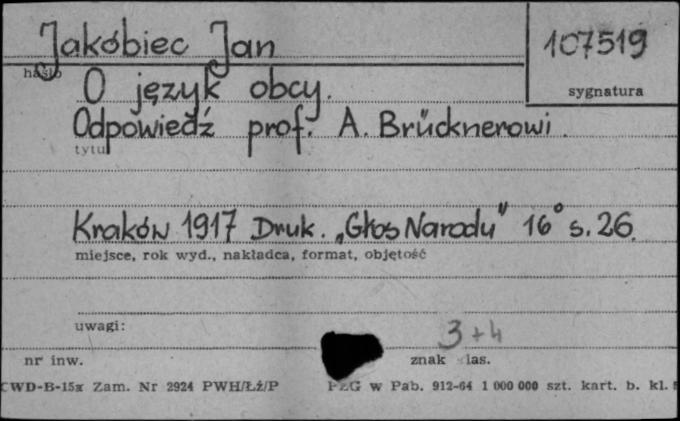 Jakóbiec Jan
107519
hasło
sygnatura
O język obcy.
Odpowiedź prof. A. Brücknerowi.
tytuł
Kraków 1917 Druk. „Głos Narodu" 16° s. 26.
miejsce, rok wyd., nakładca, format, objętość
uwagi:
3+4
nr inw.
znak las.
CWD-B-15x Zam. Nr 2924 PWH/Łż/P PZG w Pab. 912-64 1 000 000 szt. kart. b. kl.